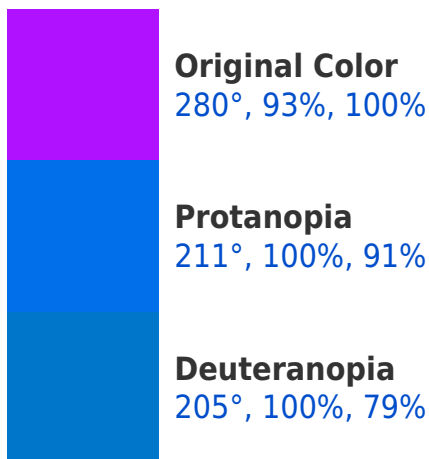 Original Color
280°, 93%, 100%
Protanopia
211°, 100%, 91%
Deuteranopia
205°, 100%, 79%